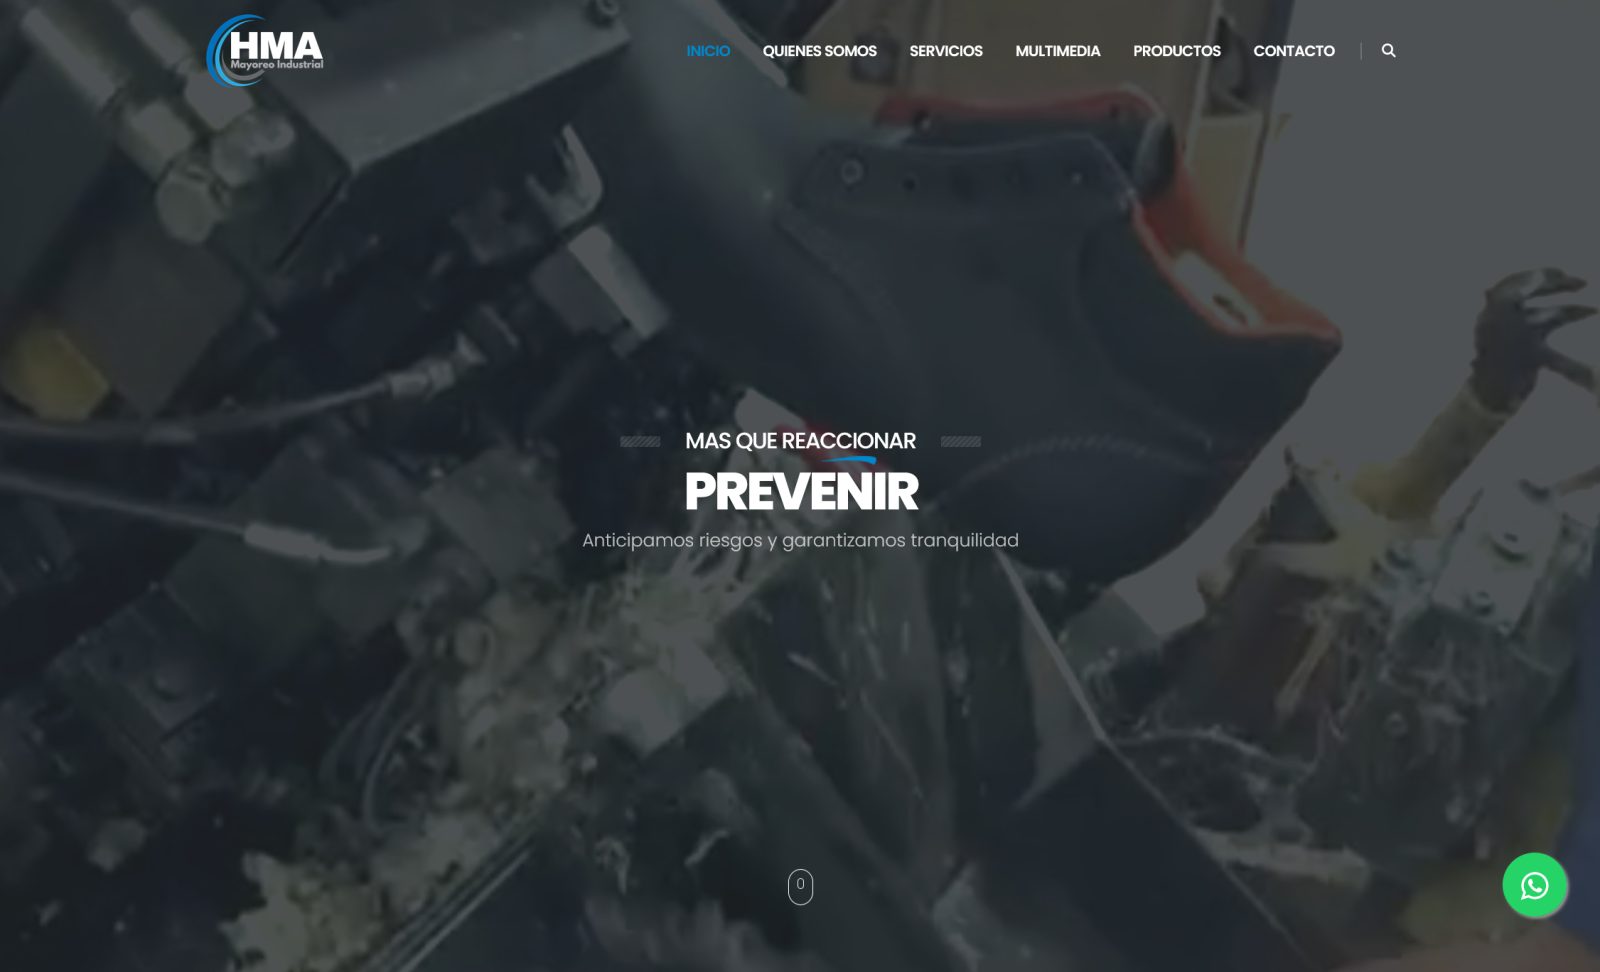 HMA
Mayoreo Industrial
INICIO QUIENES SOMOS SERVICIOS MULTIMEDIA PRODUCTOS CONTACTO
MAS QUE REACCIONAR
PREVENIR
Anticipamos riesgos y garantizamos tranquilidad